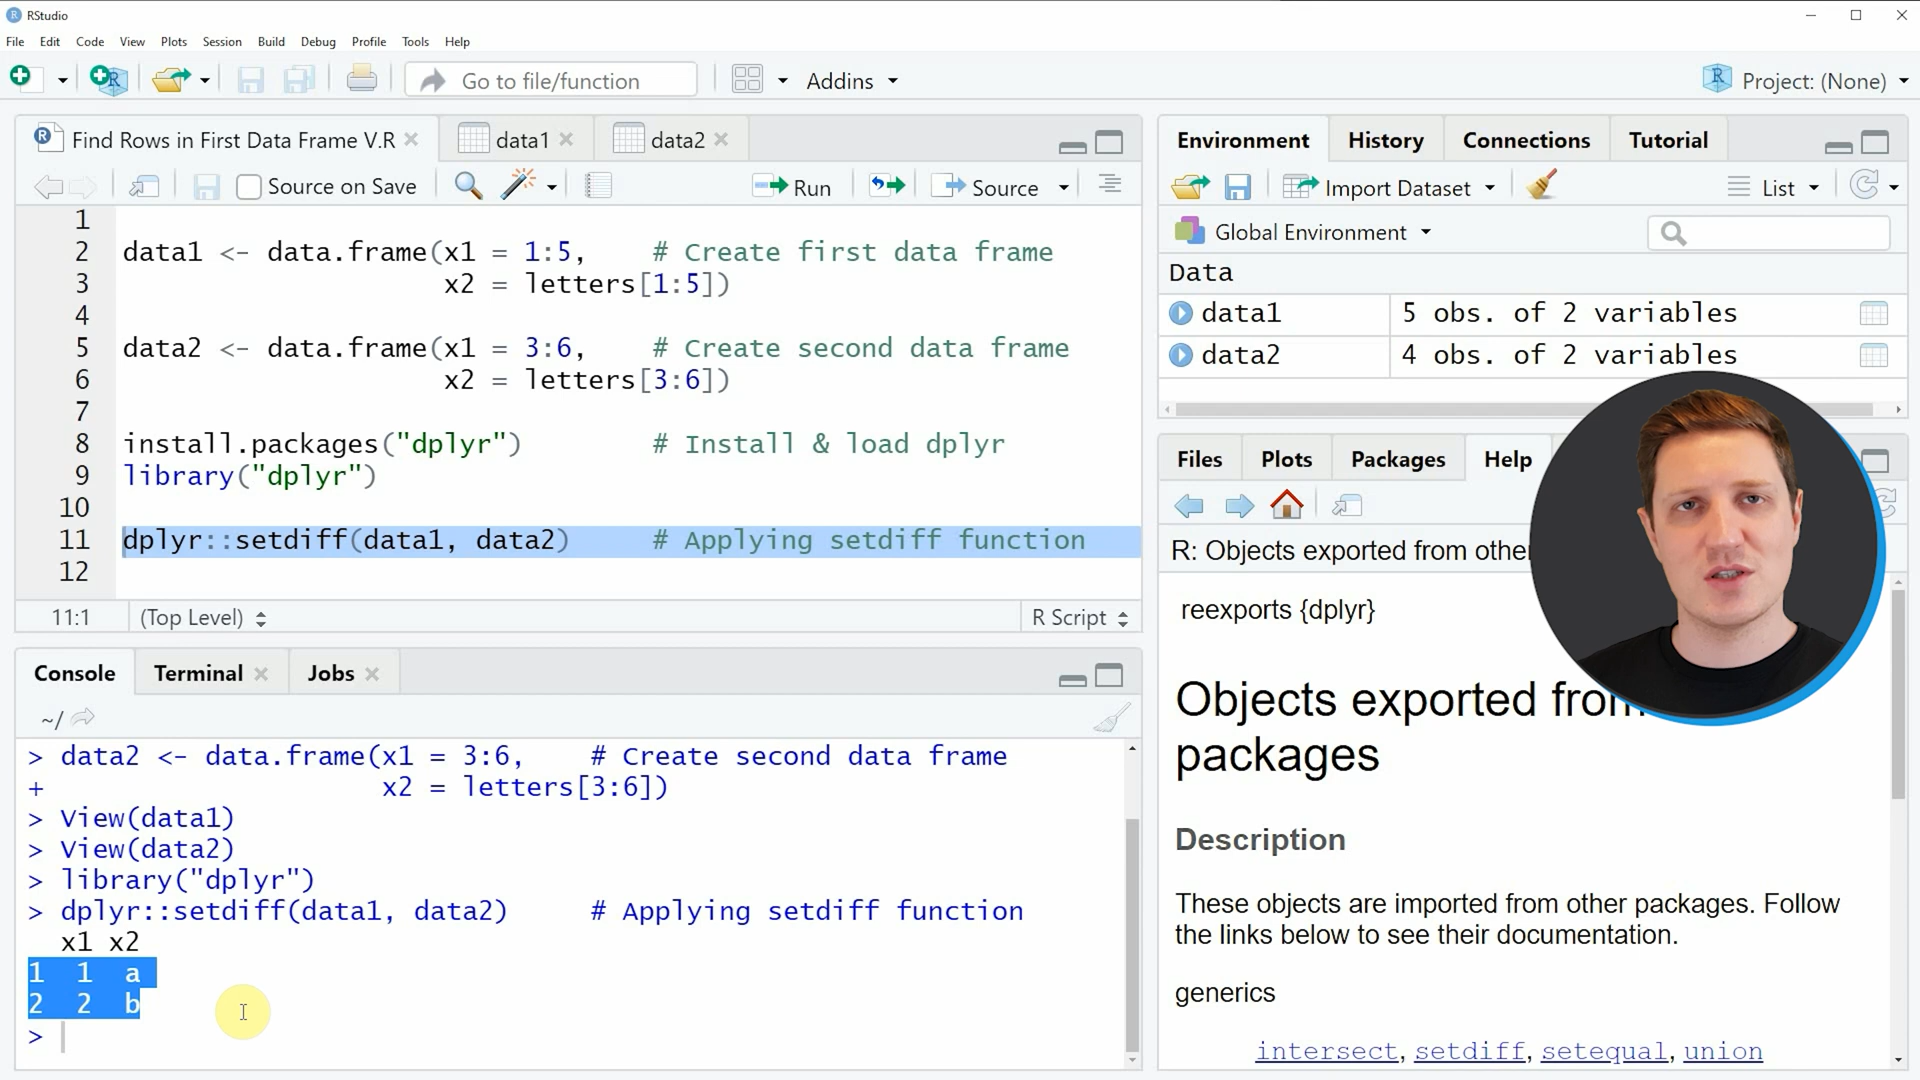 RStudio
File Edit Code View Plots Session Build Debug Profile Tools Help
Go to file/function
Addins
Project: (None)
Find Rows in First Data Frame V.R
data1
data2
Source on Save
Run
Source
1
2 data1 <- data.frame(x1 = 1:5,     # Create first data frame
3                     x2 = letters[1:5])
4
5 data2 <- data.frame(x1 = 3:6,     # Create second data frame
6                     x2 = letters[3:6])
7
8 install.packages("dplyr")         # Install & load dplyr
9 library("dplyr")
10
11 dplyr::setdiff(data1, data2)     # Applying setdiff function
12
11:1 (Top Level) R Script
Console Terminal Jobs
~/
> data2 <- data.frame(x1 = 3:6,     # Create second data frame
+                     x2 = letters[3:6])
> View(data1)
> View(data2)
> library("dplyr")
> dplyr::setdiff(data1, data2)     # Applying setdiff function
  x1 x2
1  1  a
2  2  b
>
Environment History Connections Tutorial
Import Dataset
List
Global Environment
Data
data1 5 obs. of 2 variables
data2 4 obs. of 2 variables
Files Plots Packages Help
R: Objects exported from other
reexports {dplyr}
Objects exported from
packages
Description
These objects are imported from other packages. Follow
the links below to see their documentation.
generics
intersect, setdiff, setequal, union